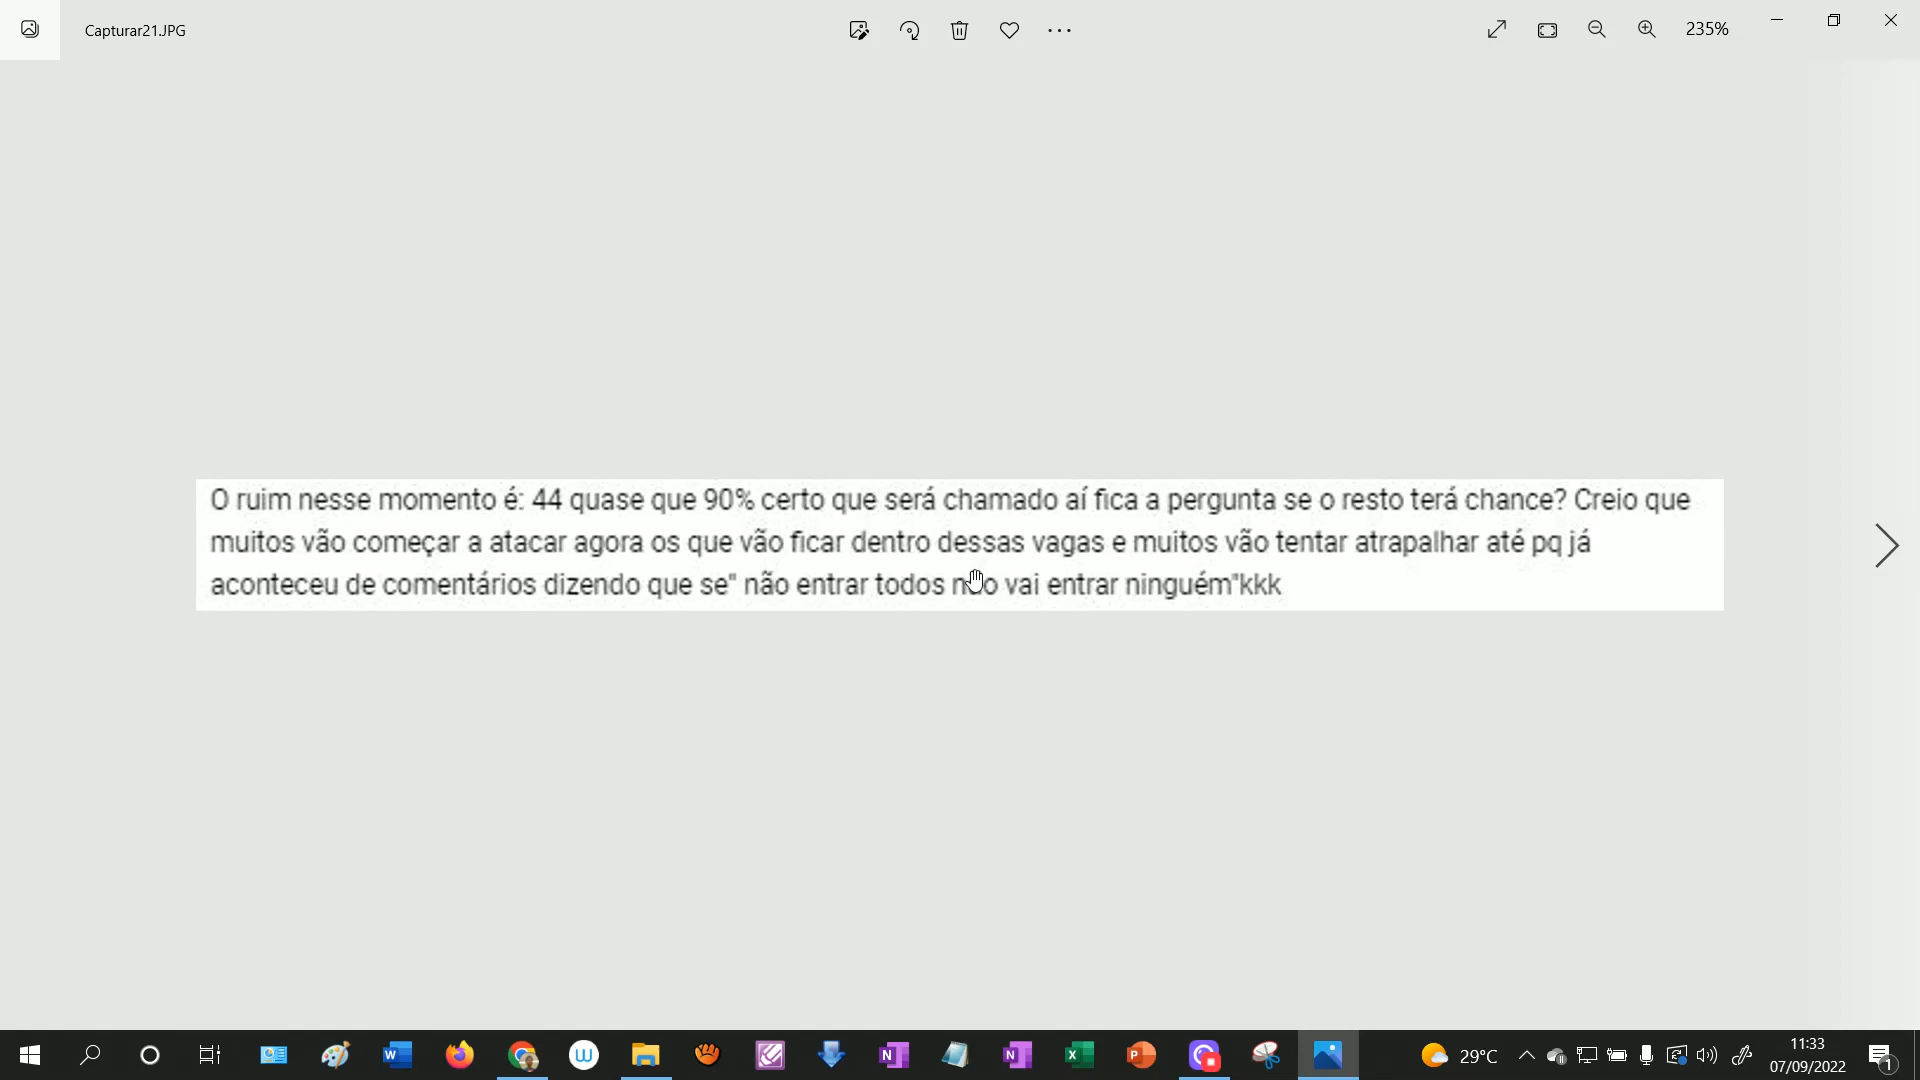 Capturar21.JPG
235%
O ruim nesse momento é: 44 quase que 90% certo que será chamado aí fica a pergunta se o resto terá chance? Creio que
muitos vão começar a atacar agora os que vão ficar dentro dessas vagas e muitos vão tentar atrapalhar até pq já
aconteceu de comentários dizendo que se" não entrar todos não vai entrar ninguém"kkk
29°C
11:33
07/09/2022
1